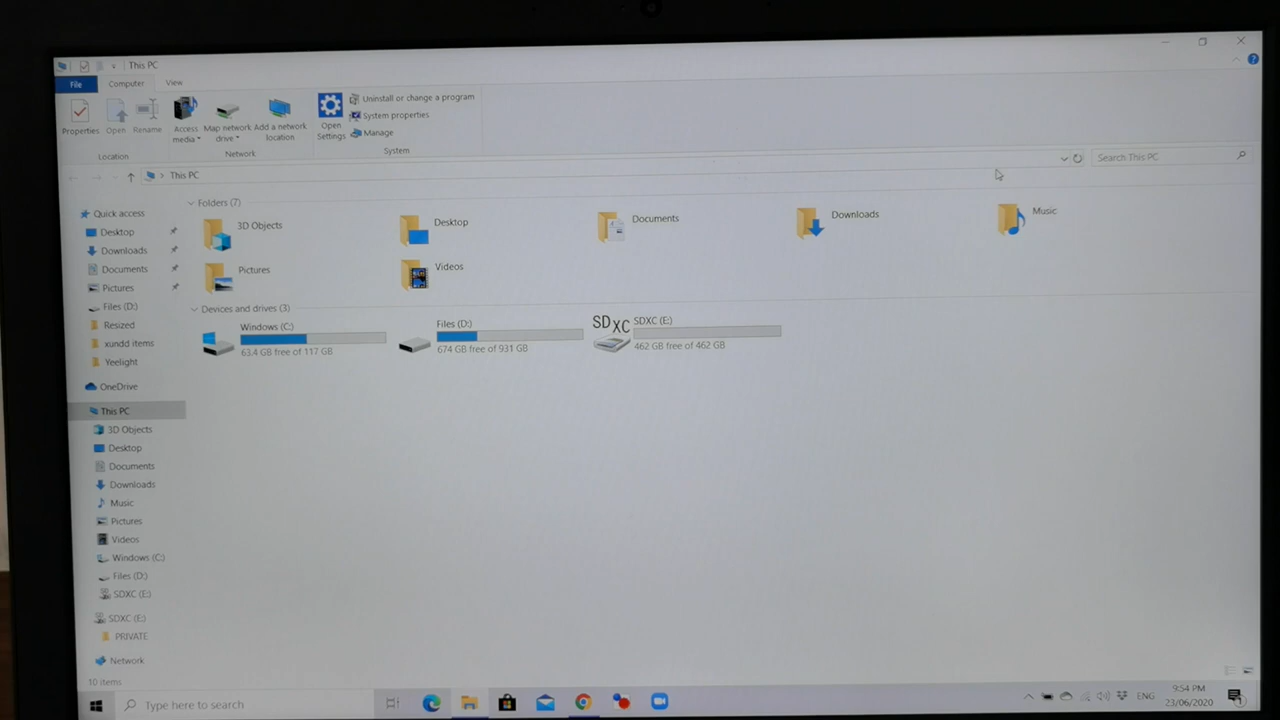 This PC
File
Computer
View
Properties
Open
Rename
Access media
Map network drive
Add a network location
Open Settings
Uninstall or change a program
System properties
Manage
Location
Network
System
This PC
Search This PC
Quick access
Desktop
Downloads
Documents
Pictures
Files (D:)
Resized
xundd items
Yeelight
OneDrive
This PC
3D Objects
Desktop
Documents
Downloads
Music
Pictures
Videos
Windows (C:)
Files (D:)
SDXC (E:)
SDXC (E:)
PRIVATE
Network
Folders (7)
3D Objects
Desktop
Documents
Downloads
Music
Pictures
Videos
Devices and drives (3)
Windows (C:)
63.4 GB free of 117 GB
Files (D:)
674 GB free of 931 GB
SDXC
SDXC (E:)
462 GB free of 462 GB
10 items
Type here to search
ENG
9:54 PM
23/06/2020
1